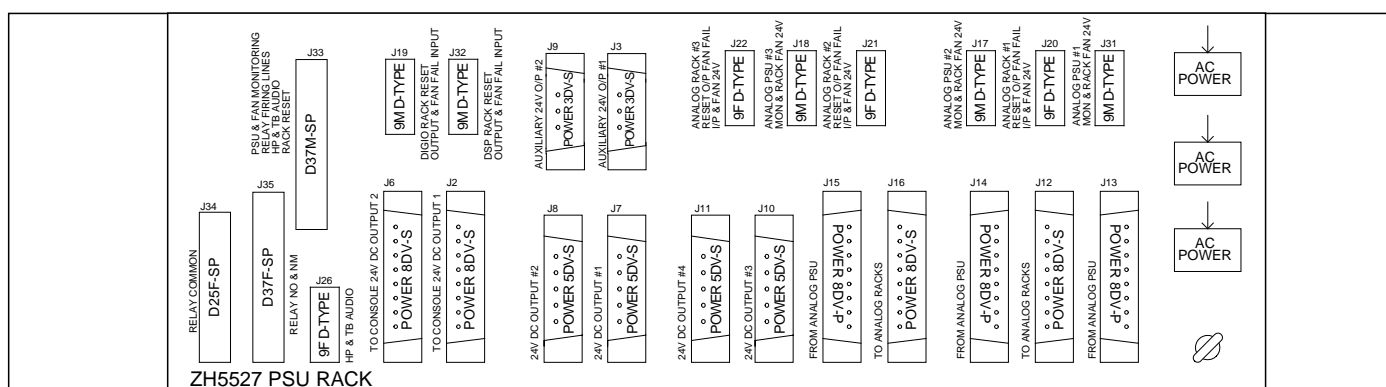 J33
PSU & FAN MONITORING
RELAY FIRING LINES
HP & TB AUDIO
RACK RESET
D37M-SP
J19
9M D-TYPE
DIGIO RACK RESET
OUTPUT & FAN FAIL INPUT
J32
9M D-TYPE
DSP RACK RESET
OUTPUT & FAN FAIL INPUT
J9
AUXILIARY 24V O/P #2
POWER 3DV-S
J3
AUXILIARY 24V O/P #1
POWER 3DV-S
J22
ANALOG RACK #3
RESET O/P FAN FAIL
I/P & FAN 24V
9F D-TYPE
J18
ANALOG PSU #3
MON & RACK FAN 24V
9M D-TYPE
J21
ANALOG RACK #2
RESET O/P FAN FAIL
I/P & FAN 24V
9F D-TYPE
J17
ANALOG PSU #2
MON & RACK FAN 24V
9M D-TYPE
J20
ANALOG RACK #1
RESET O/P FAN FAIL
I/P & FAN 24V
9F D-TYPE
J31
ANALOG PSU #1
MON & RACK FAN 24V
9M D-TYPE
AC
POWER
AC
POWER
AC
POWER
J34
RELAY COMMON
D25F-SP
J35
D37F-SP
RELAY NO & NM
J26
9F D-TYPE
HP & TB AUDIO
J6
TO CONSOLE 24V DC OUTPUT 2
POWER 8DV-S
J2
TO CONSOLE 24V DC OUTPUT 1
POWER 8DV-S
J8
24V DC OUTPUT #2
POWER 5DV-S
J7
24V DC OUTPUT #1
POWER 5DV-S
J11
24V DC OUTPUT #4
POWER 5DV-S
J10
24V DC OUTPUT #3
POWER 5DV-S
J15
FROM ANALOG PSU
POWER 8DV-P
J16
TO ANALOG RACKS
POWER 8DV-S
J14
FROM ANALOG PSU
POWER 8DV-P
J12
TO ANALOG RACKS
POWER 8DV-S
J13
FROM ANALOG PSU
POWER 8DV-P
ZH5527 PSU RACK